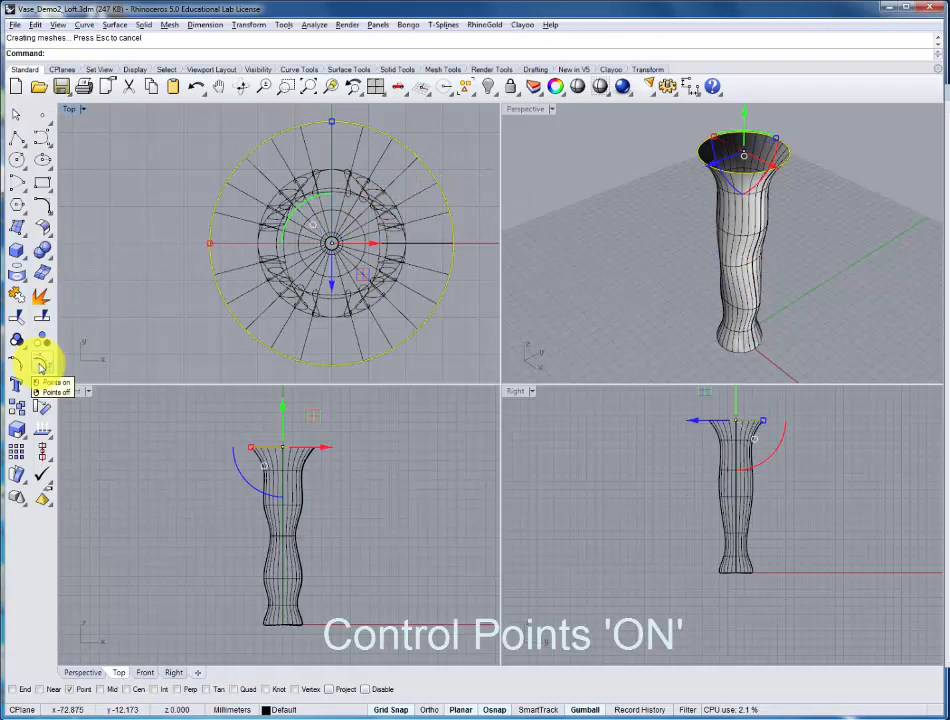 Vase_Demo2_Loft.3dm (247 KB) - Rhinoceros 5.0 Educational Lab License
File Edit View Curve Surface Solid Mesh Dimension Transform Tools Analyze Render Panels Bongo T-Splines RhinoGold Clayoo Help
Creating meshes... Press Esc to cancel
Command:
Standard CPlanes Set View Display Select Viewport Layout Visibility Transform Curve Tools Surface Tools Solid Tools Mesh Tools Render Tools Drafting New in V5 Clayoo Transform
Top
Perspective
y
x
z
y
x
Points on
Points off
Right
x
Control Points 'ON'
Perspective Top Front Right
End Near Point Mid Cen Int Perp Tan Quad Knot Vertex Project Disable
CPlane x -72.875 y -12.173 z 0.000 Millimeters Default Grid Snap Ortho Planar Osnap SmartTrack Gumball Record History Filter CPU use: 2.1 %